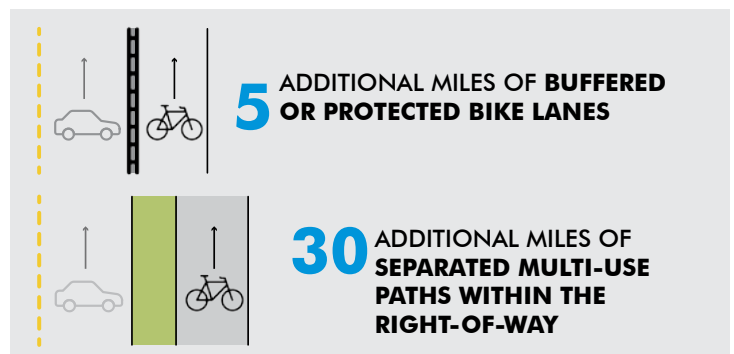 5 ADDITIONAL MILES OF BUFFERED
OR PROTECTED BIKE LANES
30 ADDITIONAL MILES OF
SEPARATED MULTI-USE
PATHS WITHIN THE
RIGHT-OF-WAY